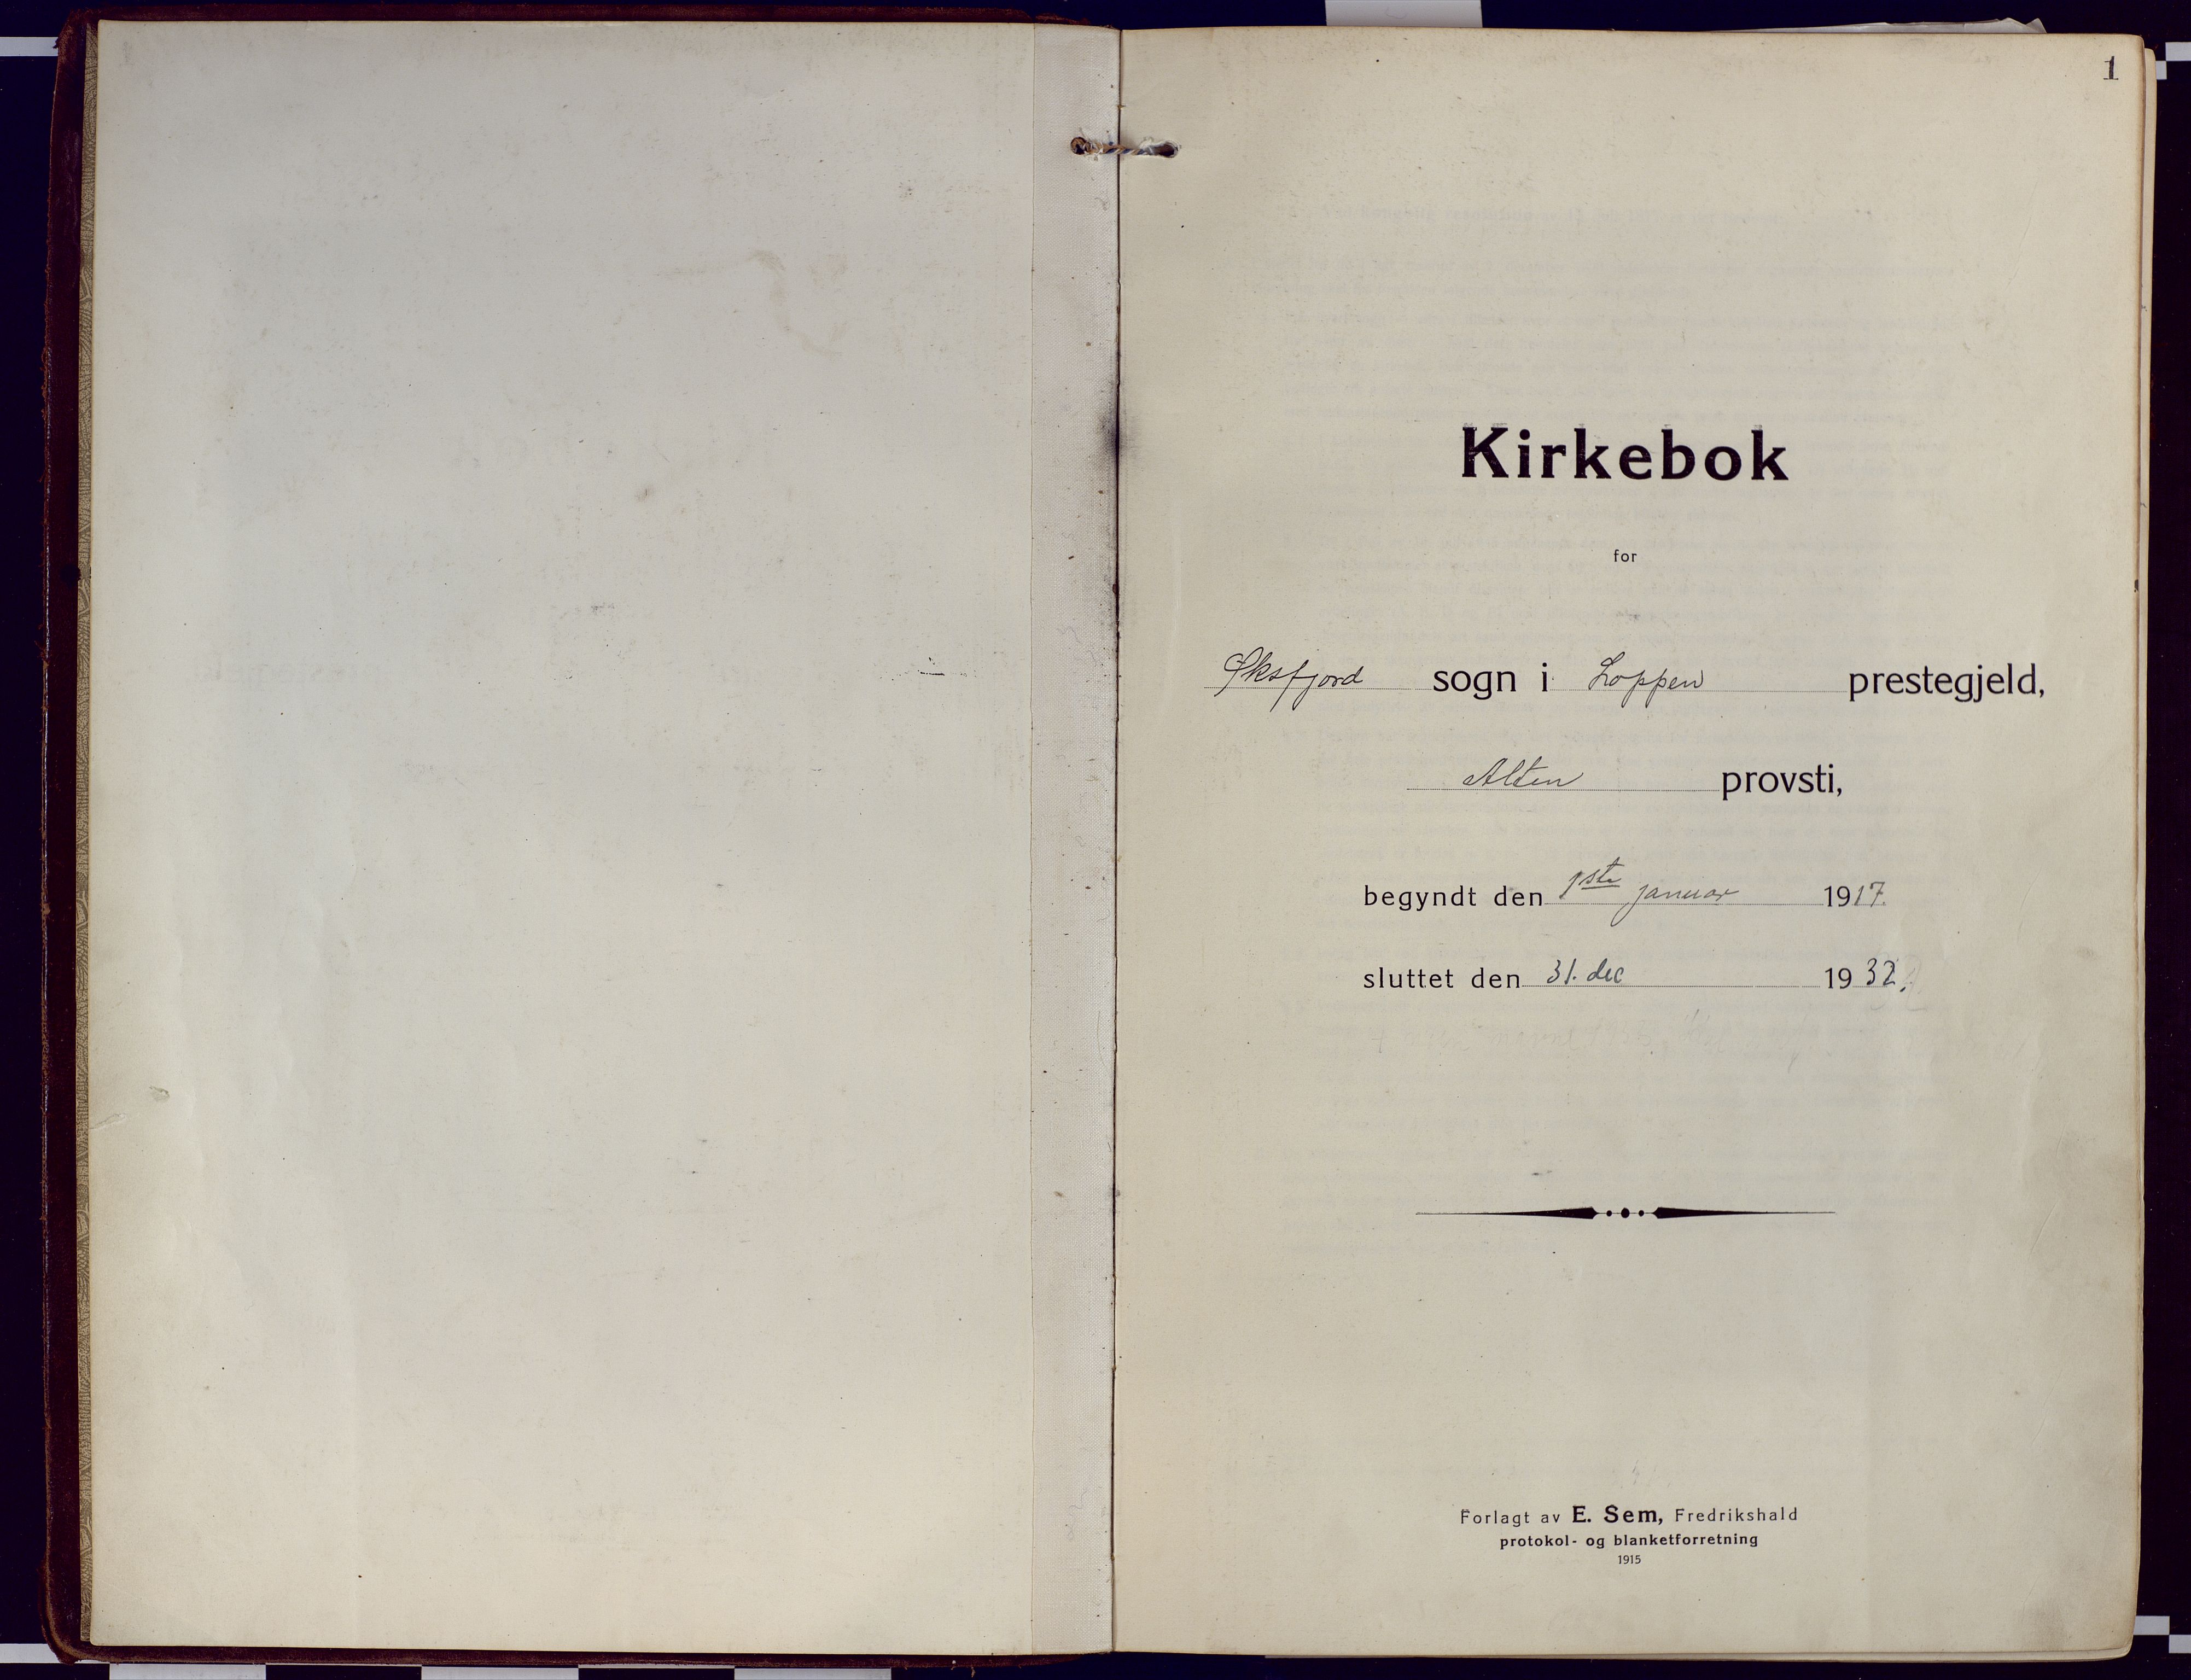 1
Kirkebok
for
Øksfjord sogn i Loppen prestegjeld,
Alten provsti,
begyndt den 1ste januar 1917.
sluttet den 31. dec 1932.
Forlagt av E. Sem, Fredrikshald
protokol- og blanketforretning
1915